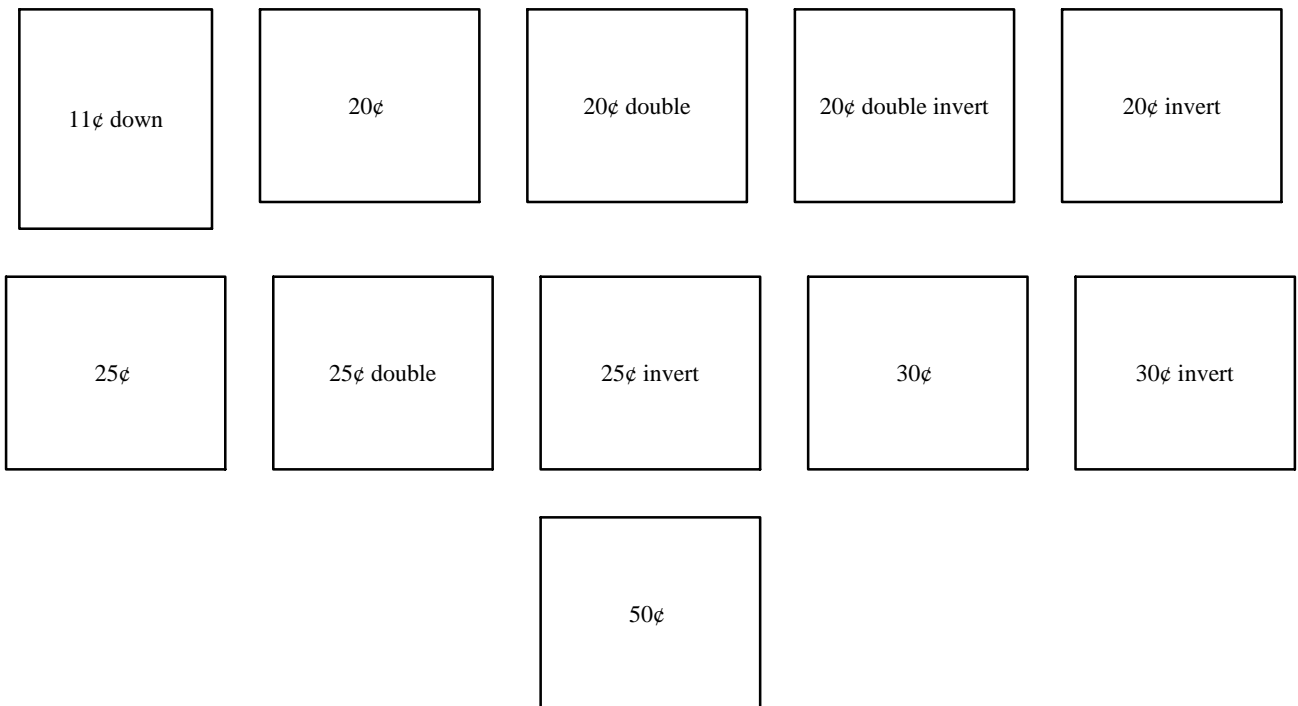 11¢ down
20¢
20¢ double
20¢ double invert
20¢ invert
25¢
25¢ double
25¢ invert
30¢
30¢ invert
50¢